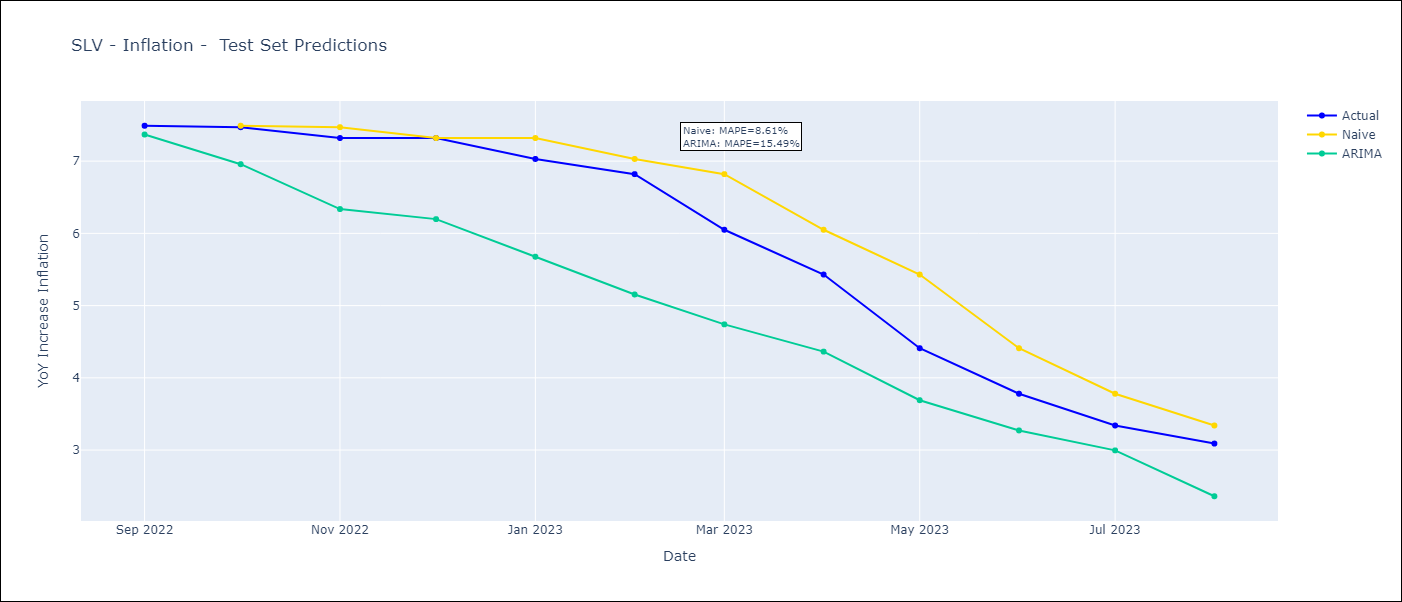 SLV - Inflation -  Test Set Predictions
Actual
Naive
ARIMA
Naive: MAPE=8.61%
ARIMA: MAPE=15.49%
YoY Increase Inflation
7
6
5
4
3
Sep 2022
Nov 2022
Jan 2023
Mar 2023
May 2023
Jul 2023
Date